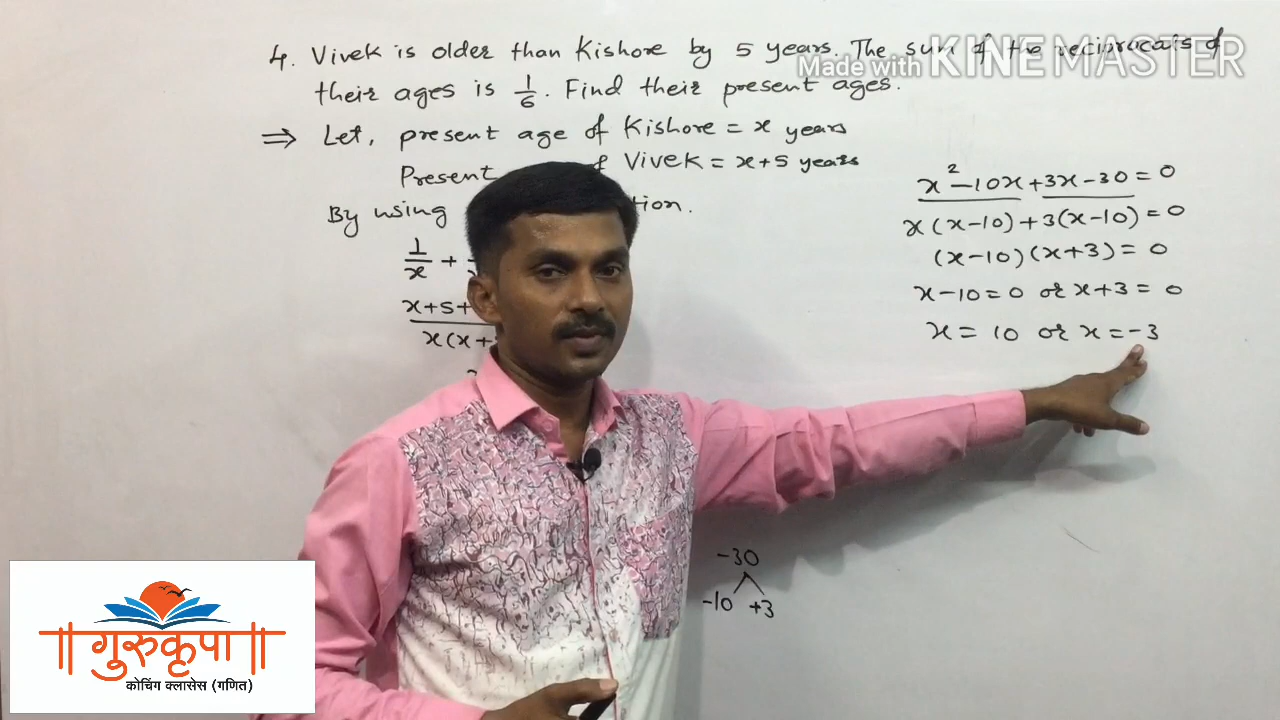 4. Vivek is older than Kishore by 5 years. The sum of the reciprocals of
their ages is 1/6. Find their present ages.
⇒ Let, present age of Kishore = x years
Present of Vivek = x+5 years
By using tion.
1/x +
x+5+
x(x+
x² - 10x + 3x - 30 = 0
x(x-10) + 3(x-10) = 0
(x-10)(x+3) = 0
x-10 = 0 or x+3 = 0
x = 10 or x = -3
-30
-10 +3
Made with KINEMASTER
॥ गुरुकृपा ॥
कोचिंग क्लासेस (गणित)